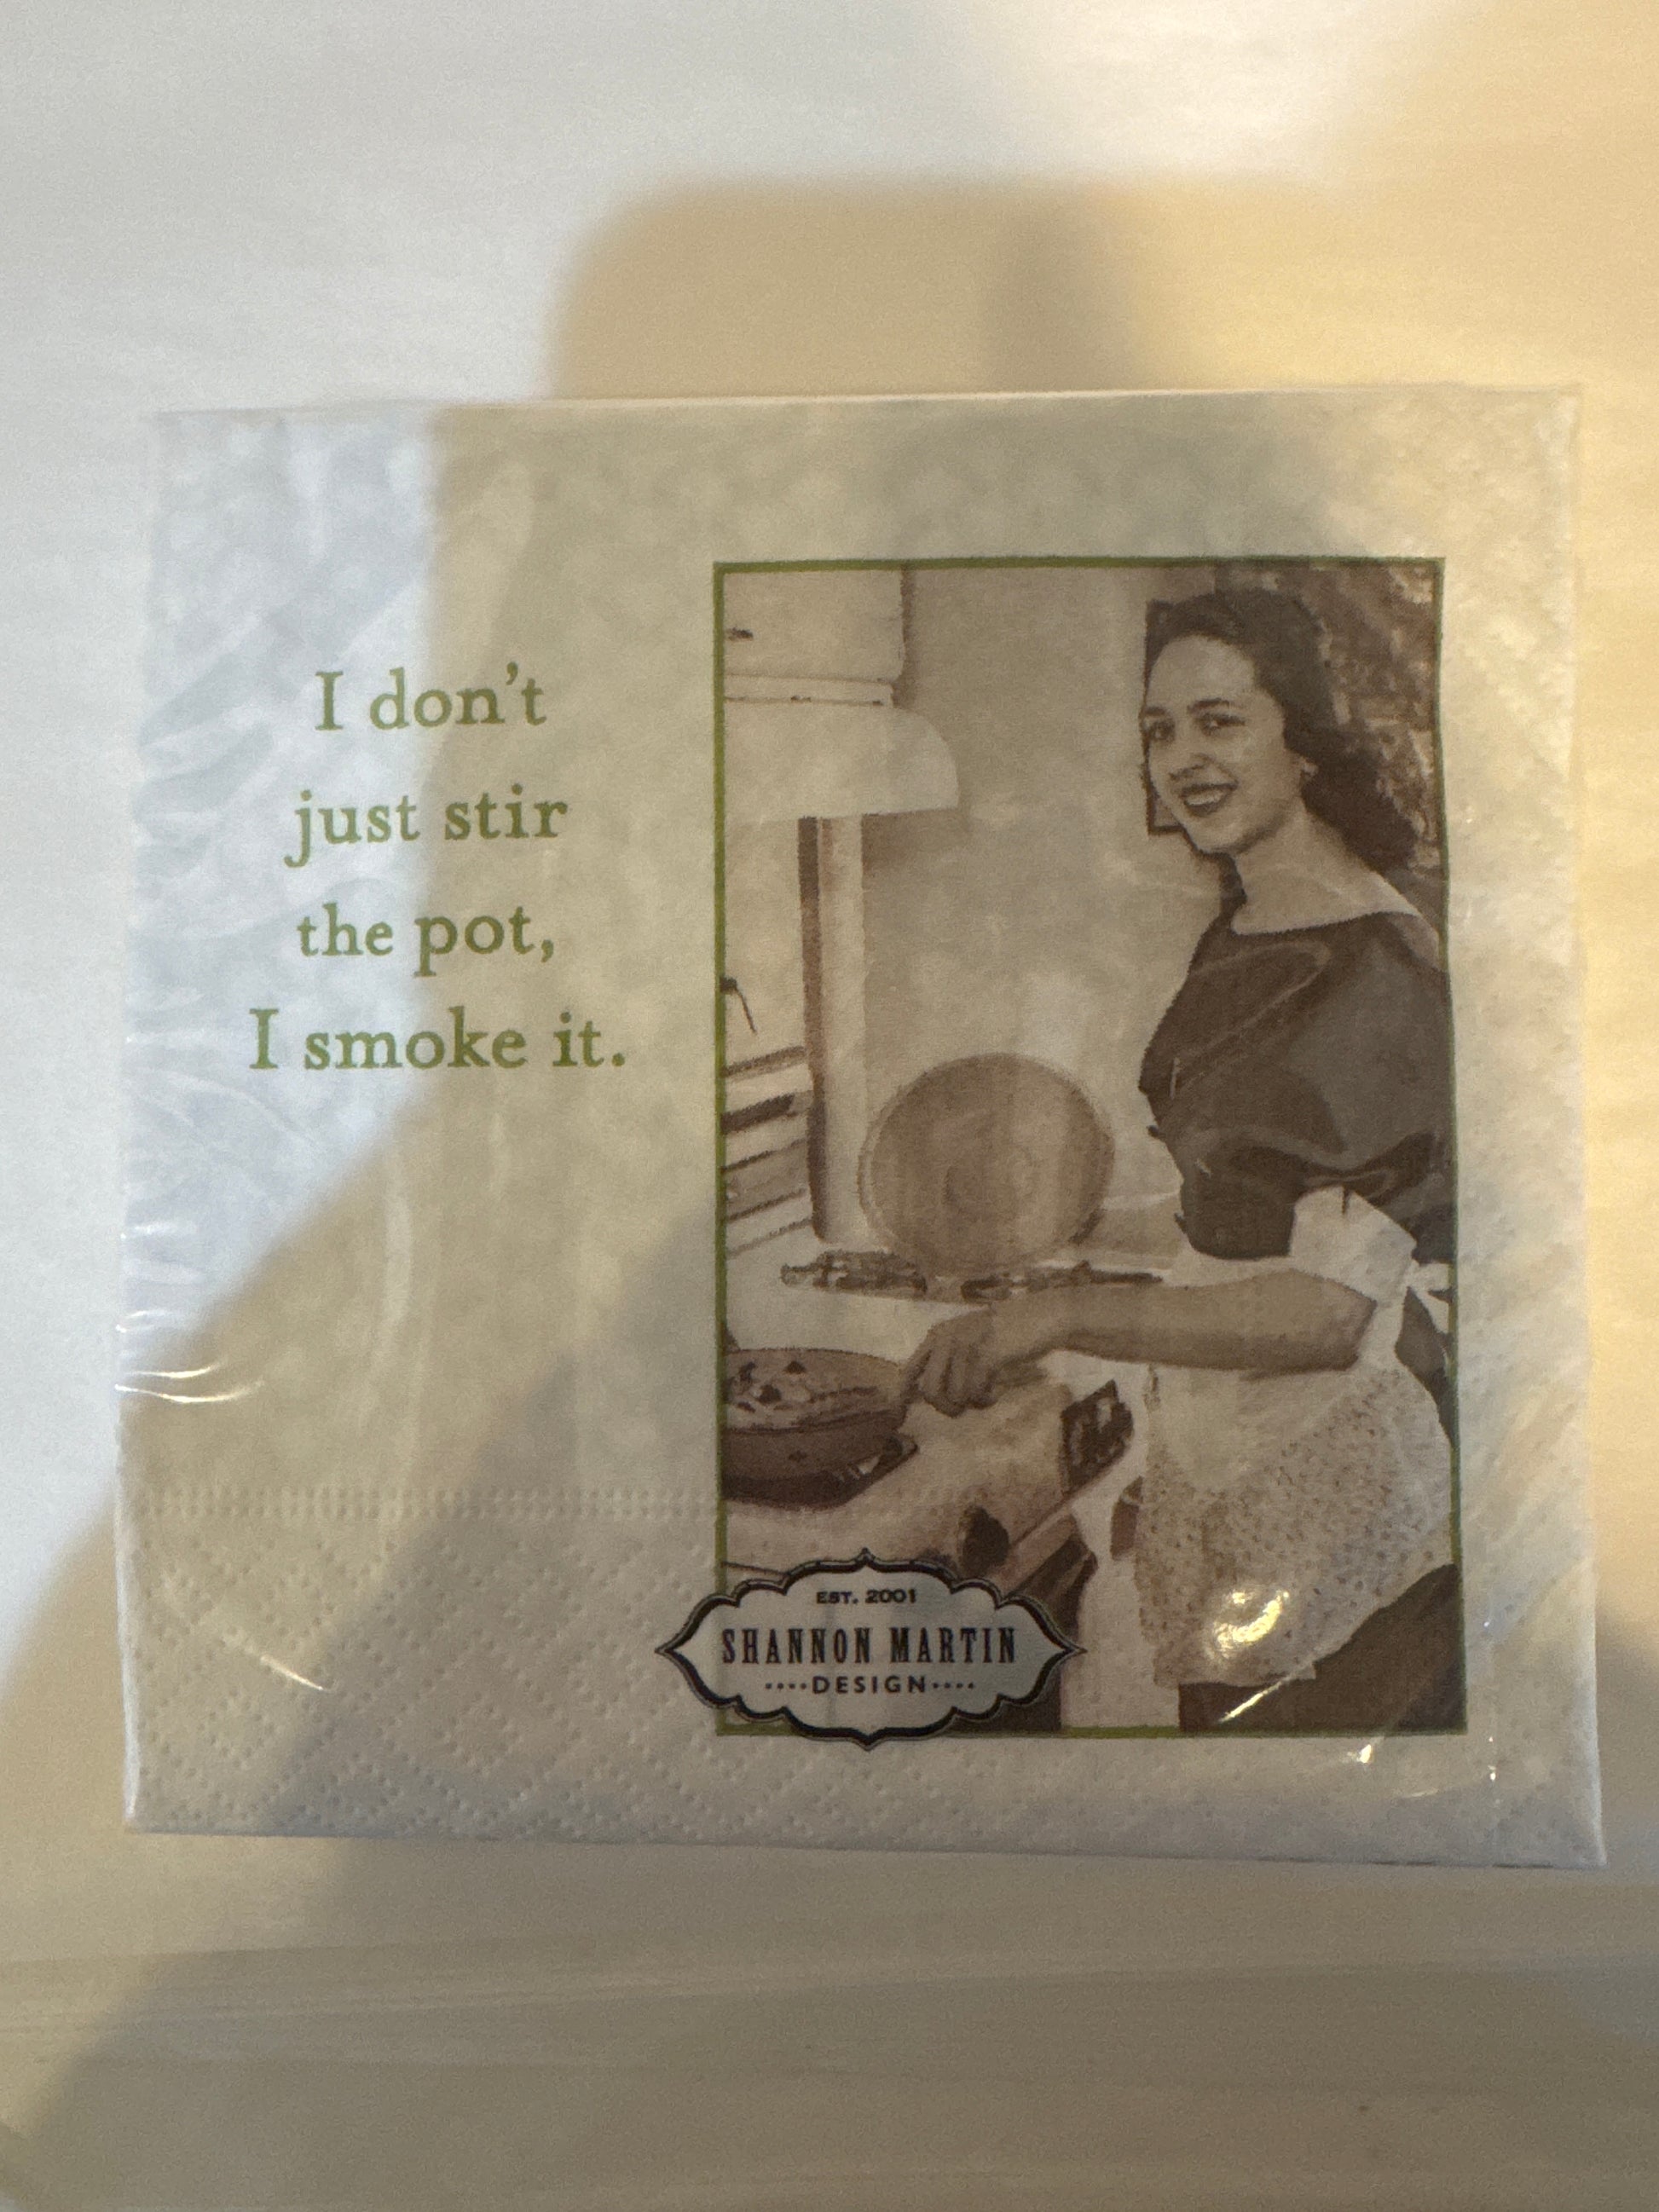 I don't
just stir
the pot,
I smoke it.
EST. 2001
SHANNON MARTIN
····DESIGN····